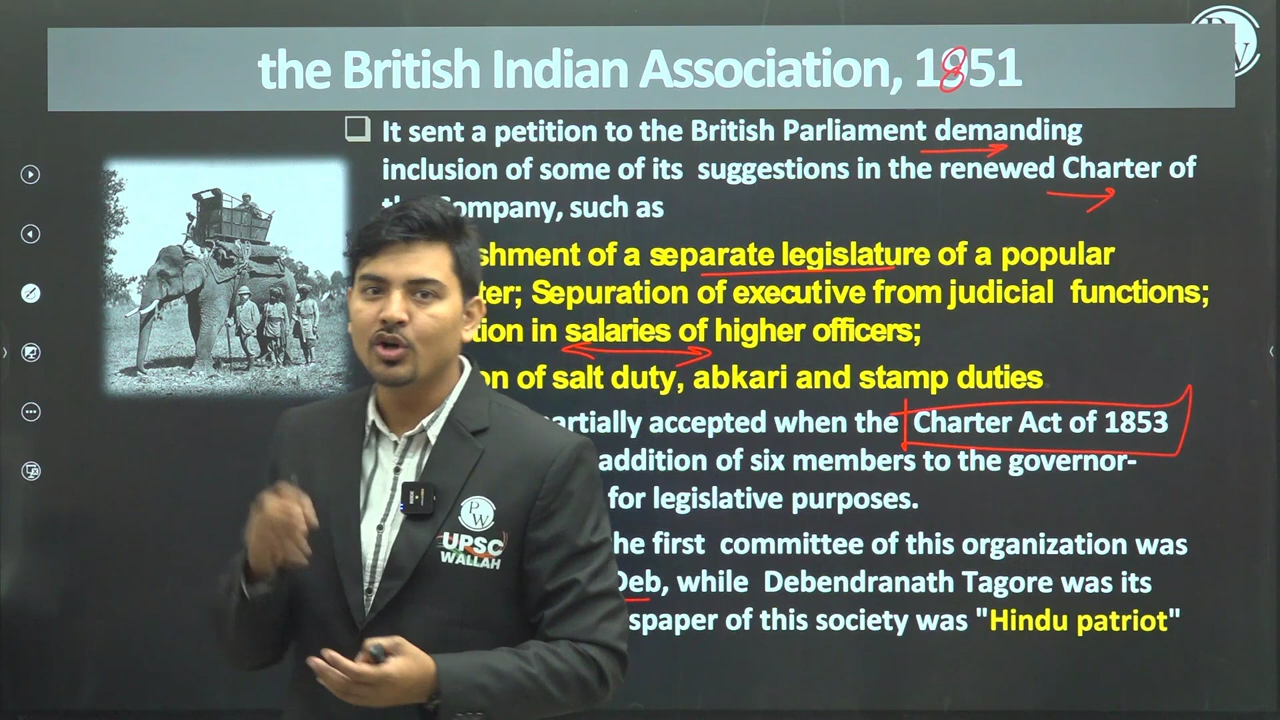 the British Indian Association, 1851
It sent a petition to the British Parliament demanding
inclusion of some of its suggestions in the renewed Charter of
Company, such as
shment of a separate legislature of a popular
ter; Sepuration of executive from judicial functions;
tion in salaries of higher officers;
on of salt duty, abkari and stamp duties
artially accepted when the Charter Act of 1853
addition of six members to the governor-
for legislative purposes.
he first committee of this organization was
Deb, while Debendranath Tagore was its
spaper of this society was "Hindu patriot"
PW
UPSC
WALLAH
PW